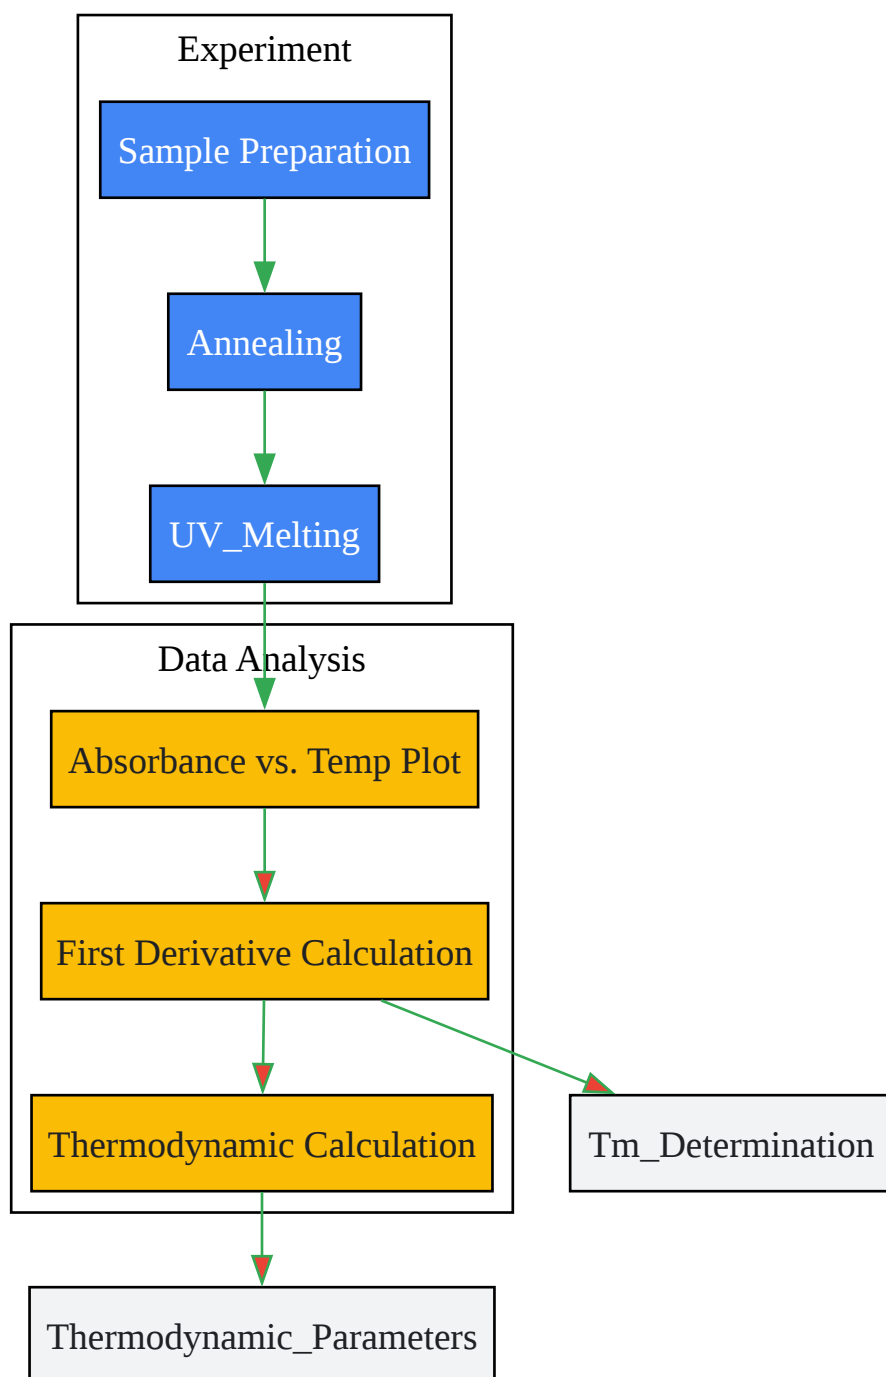 Experiment
Sample Preparation
Annealing
UV_Melting
Data Analysis
Absorbance vs. Temp Plot
First Derivative Calculation
Thermodynamic Calculation
Tm_Determination
Thermodynamic_Parameters